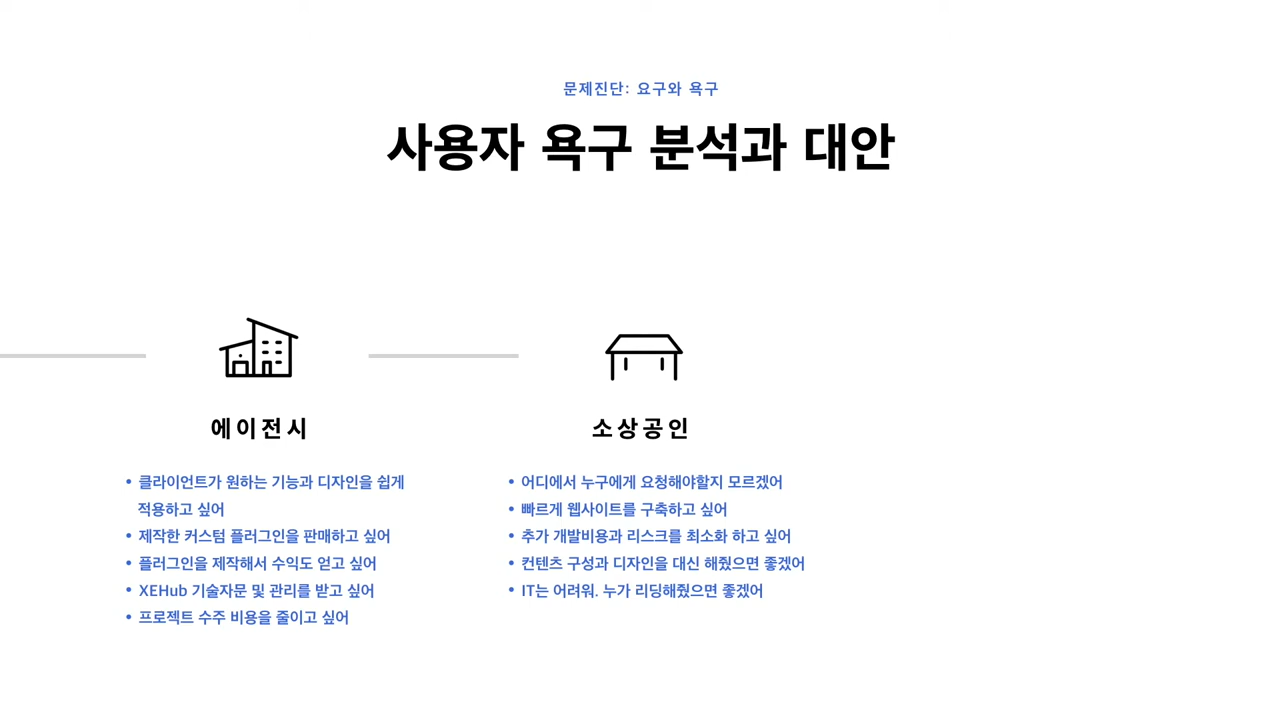 문제진단: 요구와 욕구
사용자 욕구 분석과 대안
에이전시
• 클라이언트가 원하는 기능과 디자인을 쉽게
적용하고 싶어
• 제작한 커스텀 플러그인을 판매하고 싶어
• 플러그인을 제작해서 수익도 얻고 싶어
• XEHub 기술자문 및 관리를 받고 싶어
• 프로젝트 수주 비용을 줄이고 싶어
소상공인
• 어디에서 누구에게 요청해야할지 모르겠어
• 빠르게 웹사이트를 구축하고 싶어
• 추가 개발비용과 리스크를 최소화 하고 싶어
• 컨텐츠 구성과 디자인을 대신 해줬으면 좋겠어
• IT는 어려워. 누가 리딩해줬으면 좋겠어